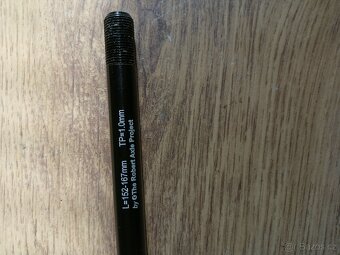 L=152-167mm TP=1.0mm
by ©The Robert Axle Project